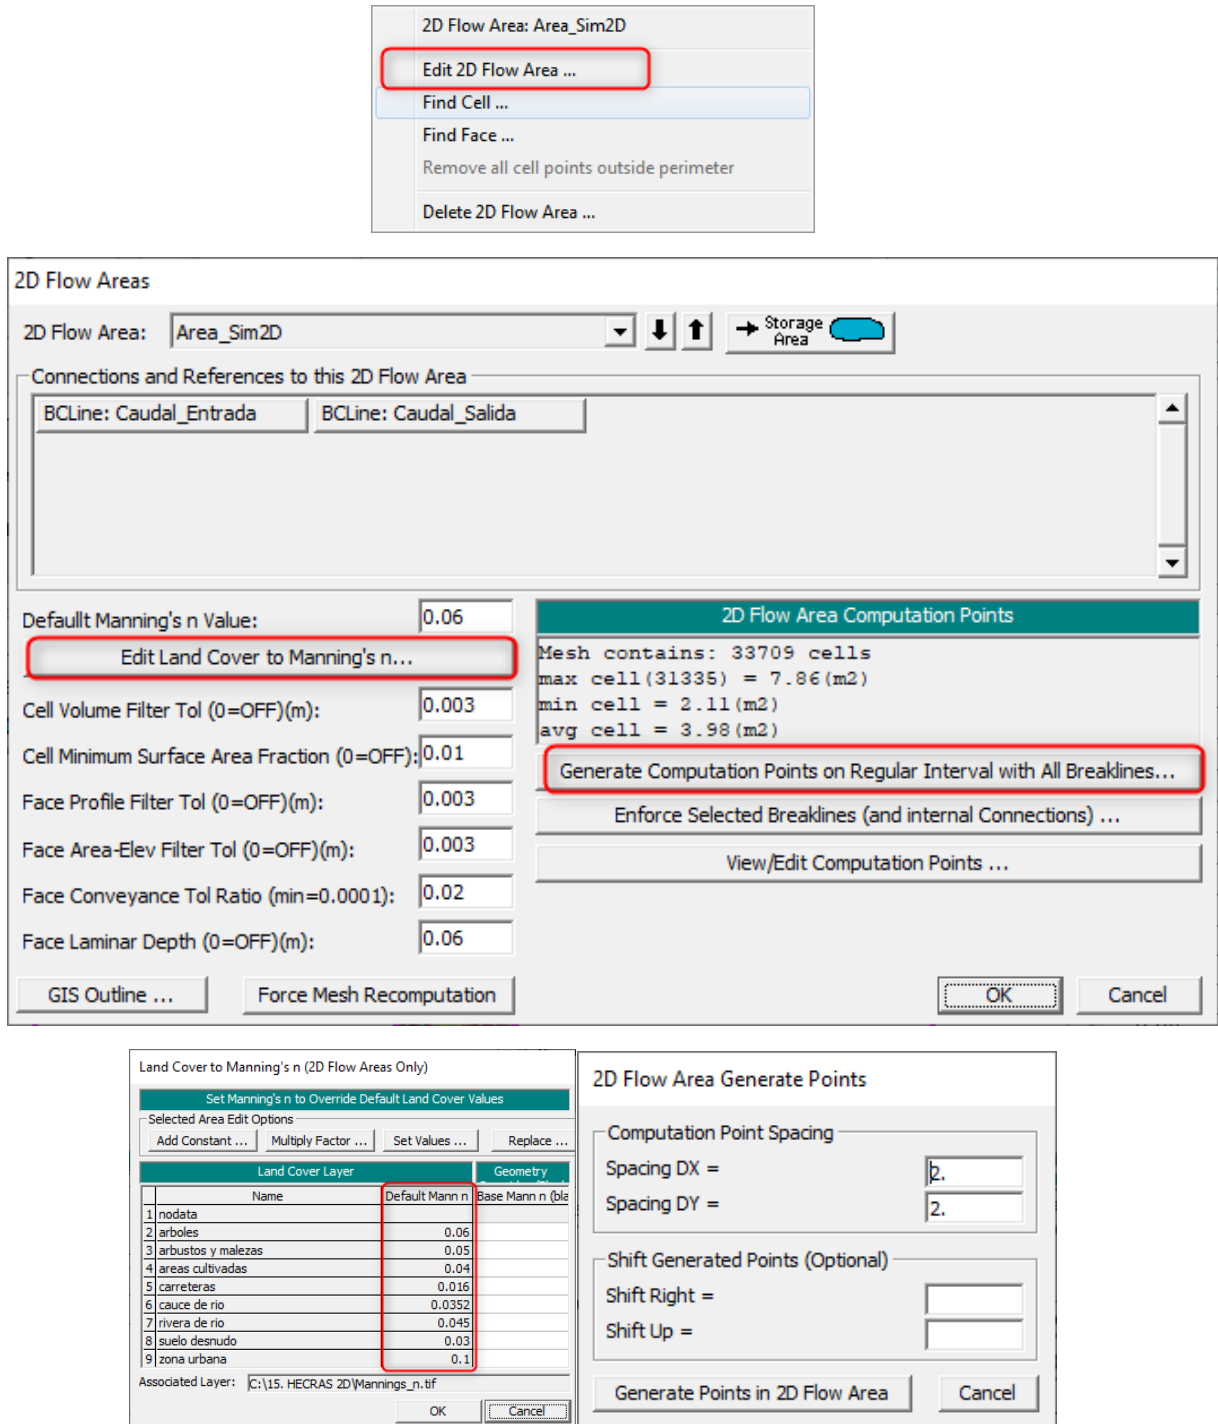 2D Flow Area: Area_Sim2D
Edit 2D Flow Area ...
Find Cell ...
Find Face ...
Remove all cell points outside perimeter
Delete 2D Flow Area ...
2D Flow Areas
2D Flow Area: Area_Sim2D
Storage Area
Connections and References to this 2D Flow Area
BCLine: Caudal_Entrada BCLine: Caudal_Salida
Defaullt Manning's n Value: 0.06
Edit Land Cover to Manning's n...
Cell Volume Filter Tol (0=OFF)(m): 0.003
Cell Minimum Surface Area Fraction (0=OFF): 0.01
Face Profile Filter Tol (0=OFF)(m): 0.003
Face Area-Elev Filter Tol (0=OFF)(m): 0.003
Face Conveyance Tol Ratio (min=0.0001): 0.02
Face Laminar Depth (0=OFF)(m): 0.06
2D Flow Area Computation Points
Mesh contains: 33709 cells
max cell(31335) = 7.86(m2)
min cell = 2.11(m2)
avg cell = 3.98(m2)
Generate Computation Points on Regular Interval with All Breaklines...
Enforce Selected Breaklines (and internal Connections) ...
View/Edit Computation Points ...
GIS Outline ... Force Mesh Recomputation OK Cancel
Land Cover to Manning's n (2D Flow Areas Only)
Set Manning's n to Override Default Land Cover Values
Selected Area Edit Options
Add Constant ... Multiply Factor ... Set Values ... Replace ...
Land Cover Layer Geometry
Name Default Mann n Base Mann n (bla
1 nodata
2 arboles 0.06
3 arbustos y malezas 0.05
4 areas cultivadas 0.04
5 carreteras 0.016
6 cauce de rio 0.0352
7 rivera de rio 0.045
8 suelo desnudo 0.03
9 zona urbana 0.1
Associated Layer: C:\15. HECRAS 2D\Mannings_n.tif
OK Cancel
2D Flow Area Generate Points
Computation Point Spacing
Spacing DX = 2.
Spacing DY = 2.
Shift Generated Points (Optional)
Shift Right =
Shift Up =
Generate Points in 2D Flow Area Cancel